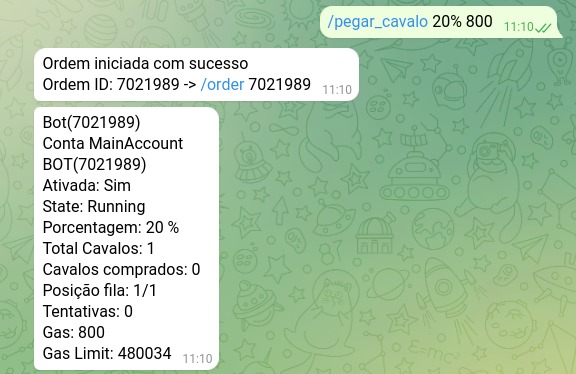 /pegar_cavalo 20% 800 11:10
Ordem iniciada com sucesso
Ordem ID: 7021989 -> /order 7021989 11:10
Bot(7021989)
Conta MainAccount
BOT(7021989)
Ativada: Sim
State: Running
Porcentagem: 20 %
Total Cavalos: 1
Cavalos comprados: 0
Posição fila: 1/1
Tentativas: 0
Gas: 800
Gas Limit: 480034 11:10